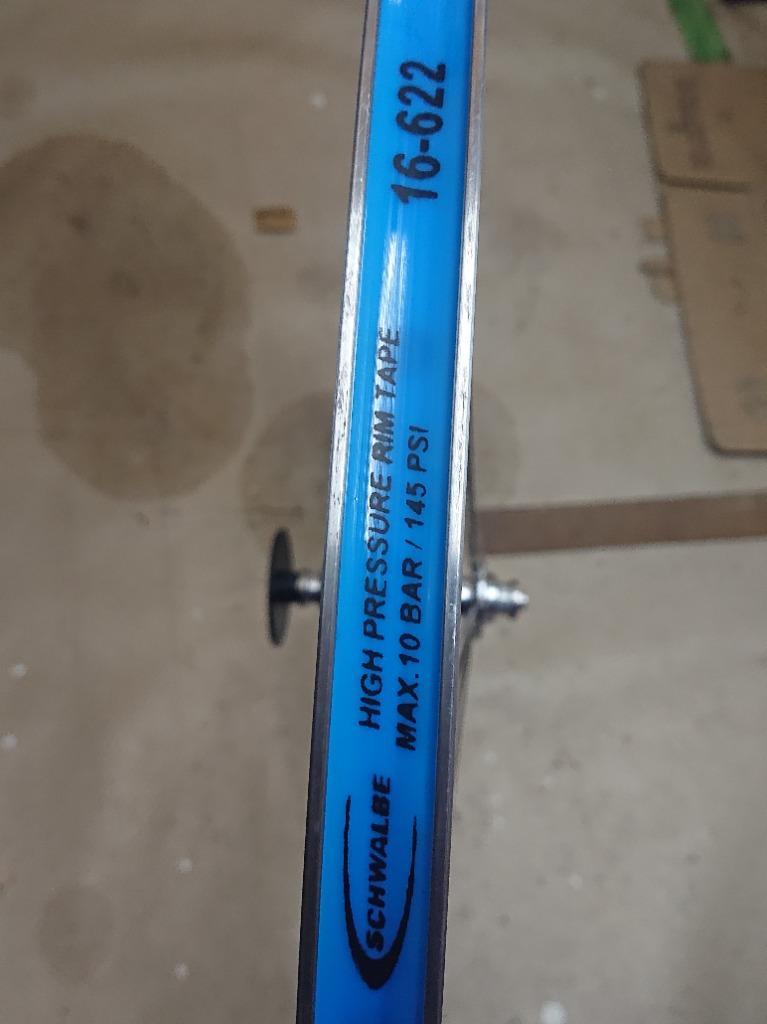 SCHWALBE
HIGH PRESSURE RIM TAPE
MAX. 10 BAR / 145 PSI
16-622